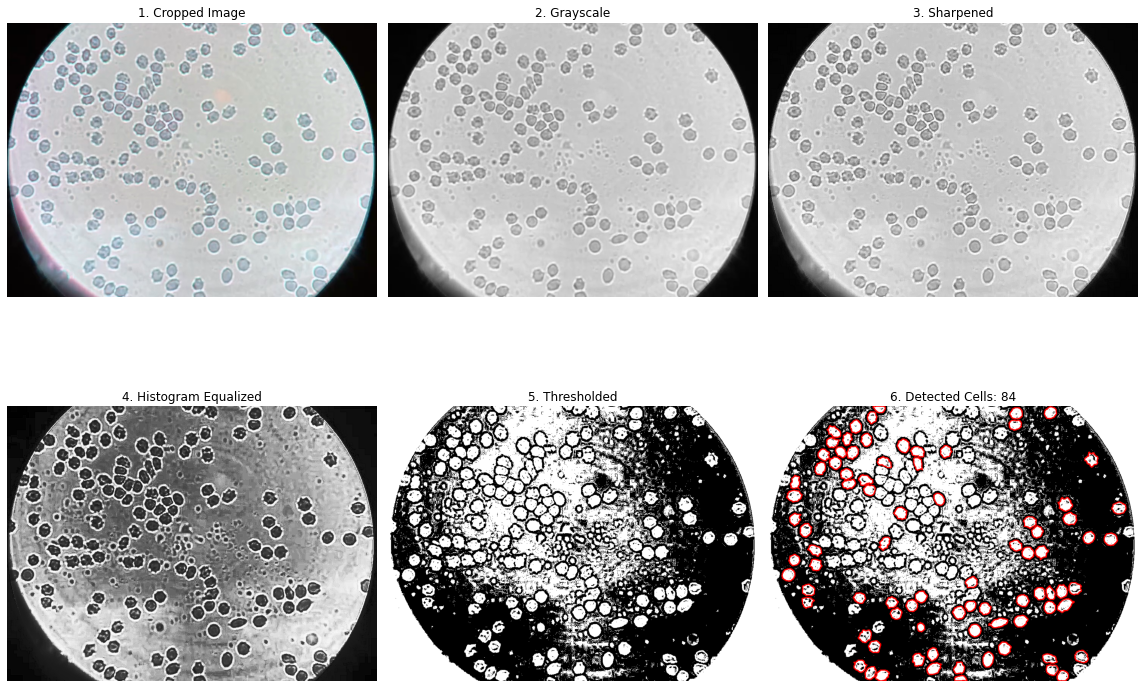 1. Cropped Image
2. Grayscale
3. Sharpened
4. Histogram Equalized
5. Thresholded
6. Detected Cells: 84